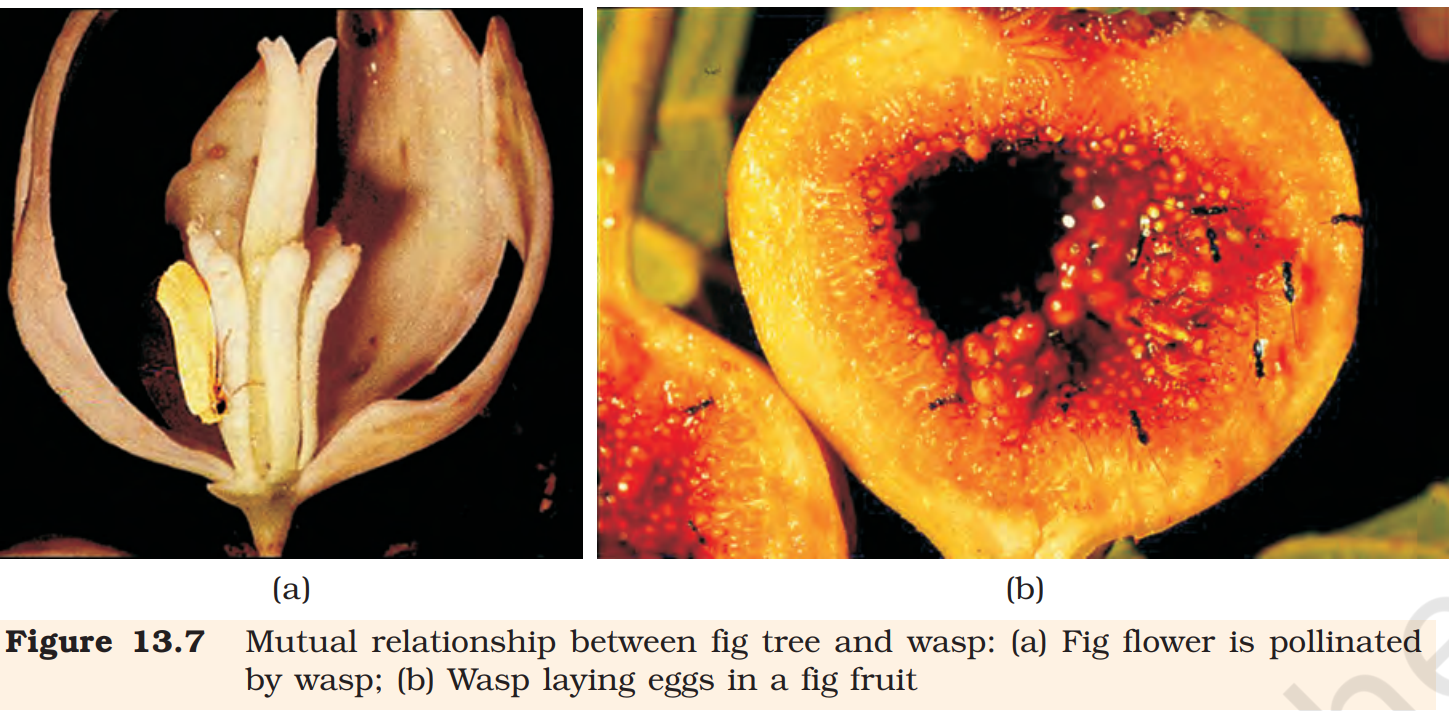 (a)
(b)
Figure 13.7 Mutual relationship between fig tree and wasp: (a) Fig flower is pollinated
by wasp; (b) Wasp laying eggs in a fig fruit